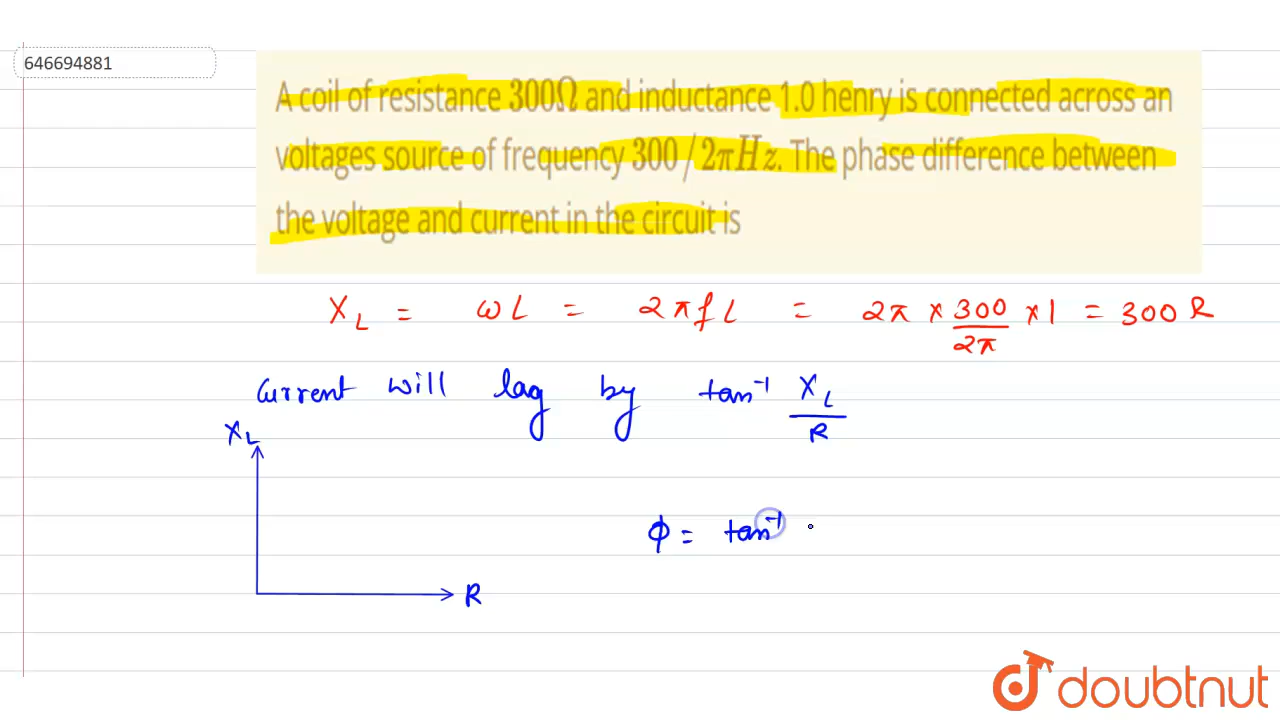 646694881
A coil of resistance 300Ω and inductance 1.0 henry is connected across an
voltages source of frequency 300/2πHz. The phase difference between
the voltage and current in the circuit is
X_L = ωL = 2πfL = 2π × 300/2π × 1 = 300 R
Current will lag by tan⁻¹ X_L/R
X_L
ϕ = tan⁻¹
R
doubtnut